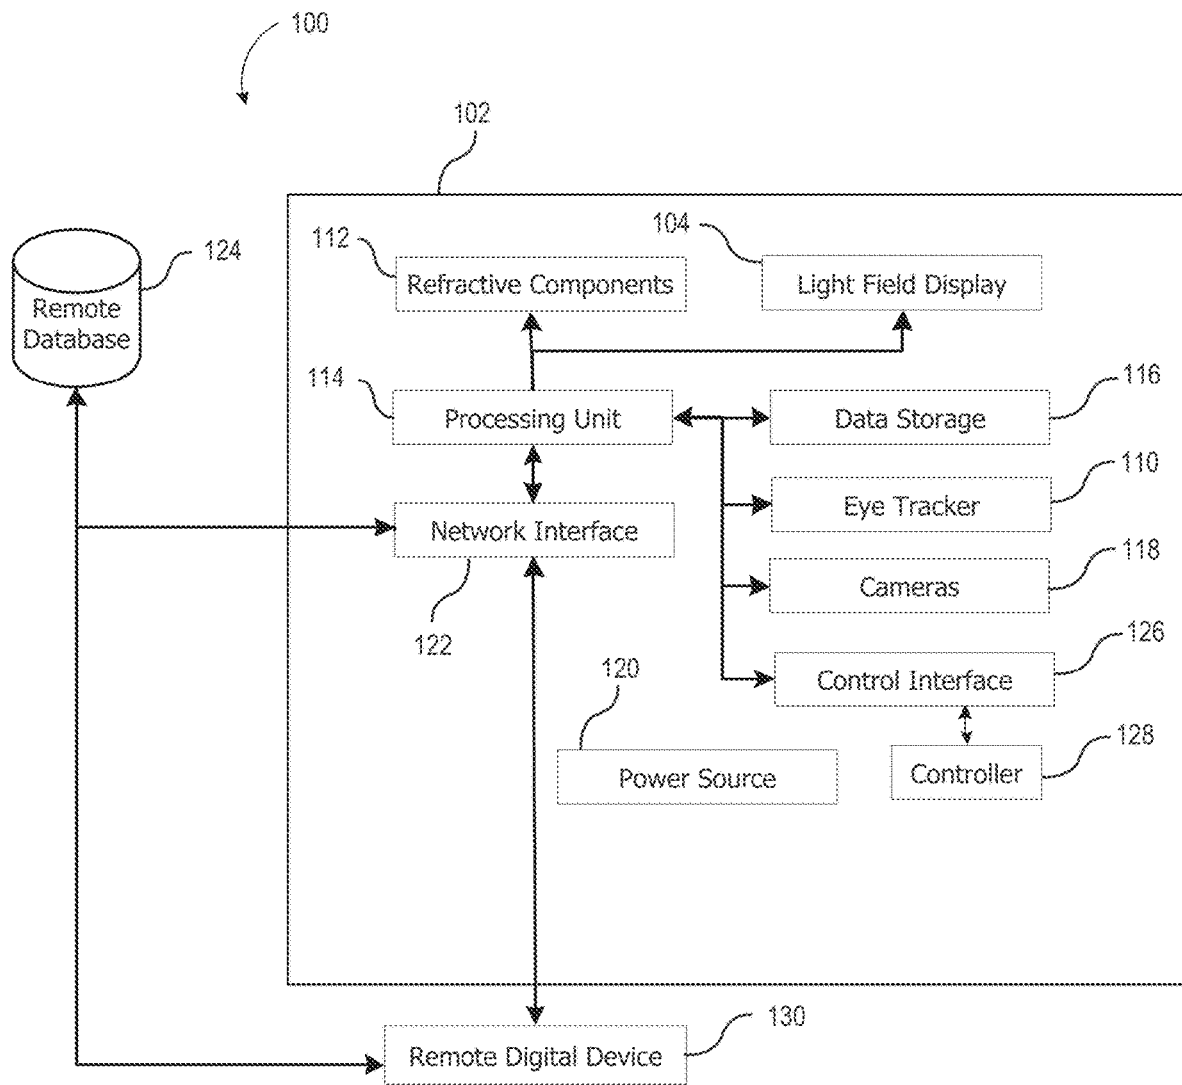 100
102
104
112
124
Refractive Components
Light Field Display
Remote
Database
114
116
Processing Unit
Data Storage
110
Eye Tracker
Network Interface
118
Cameras
122
126
120
Control Interface
128
Power Source
Controller
130
Remote Digital Device